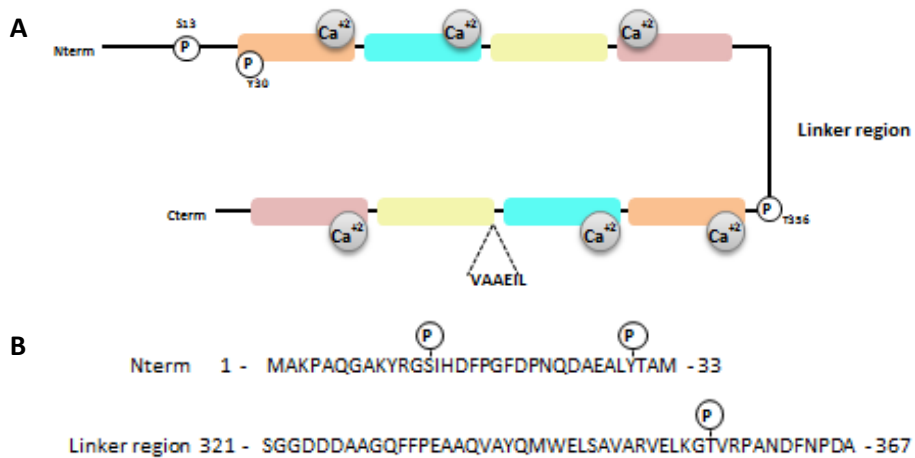 A
S13
P
Ca+2 Ca+2 Ca+2
Nterm
P
Y30
Linker region
Cterm
P
T356
Ca+2 Ca+2 Ca+2
VAAEIL
B
P P
Nterm 1 - MAKPAQGAKYRGSIHDFPGFDPNQDAEALYTAM -33
P
Linker region 321 - SGGDDDAAGQFFPEAAQVAYQMWELSAVARVELKGTVRPANDFNPDA -367